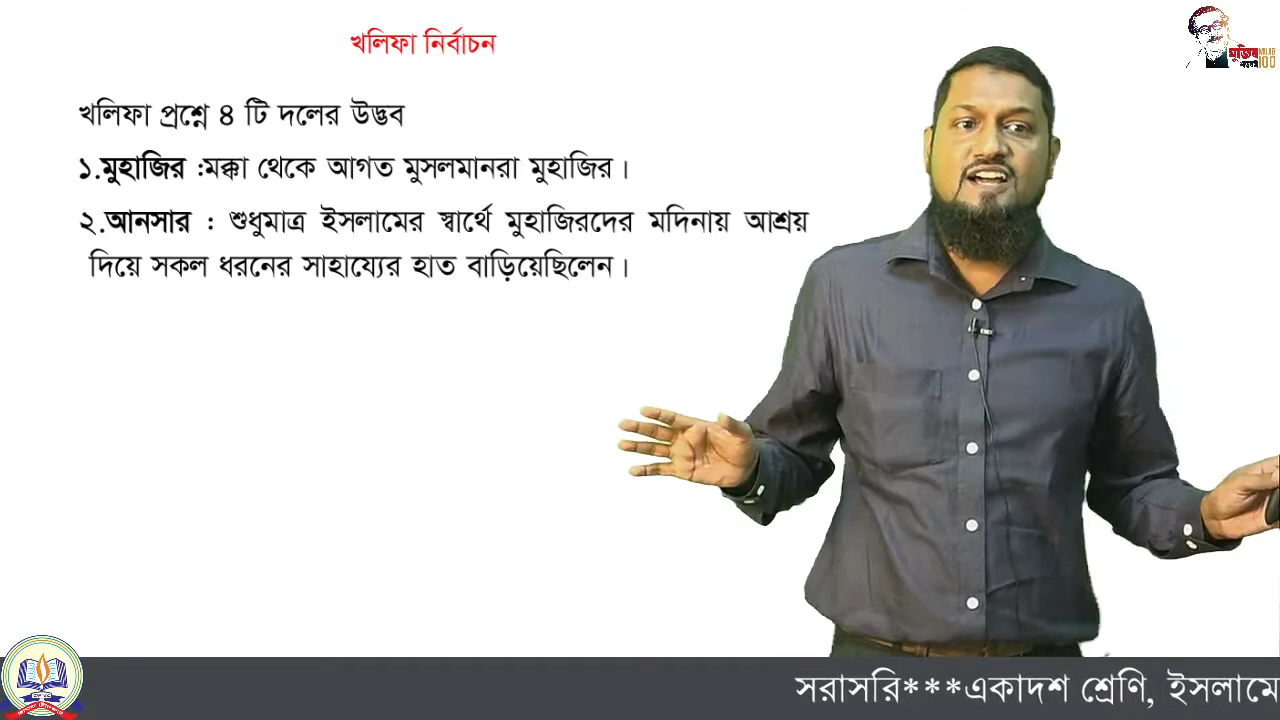 খলিফা নির্বাচন
খলিফা প্রশ্নে ৪ টি দলের উদ্ভব
১.মুহাজির :মক্কা থেকে আগত মুসলমানরা মুহাজির।
২.আনসার : শুধুমাত্র ইসলামের স্বার্থে মুহাজিরদের মদিনায় আশ্রয়
দিয়ে সকল ধরনের সাহায্যের হাত বাড়িয়েছিলেন।
মুজিব
100
সরাসরি***একাদশ শ্রেণি, ইসলামে